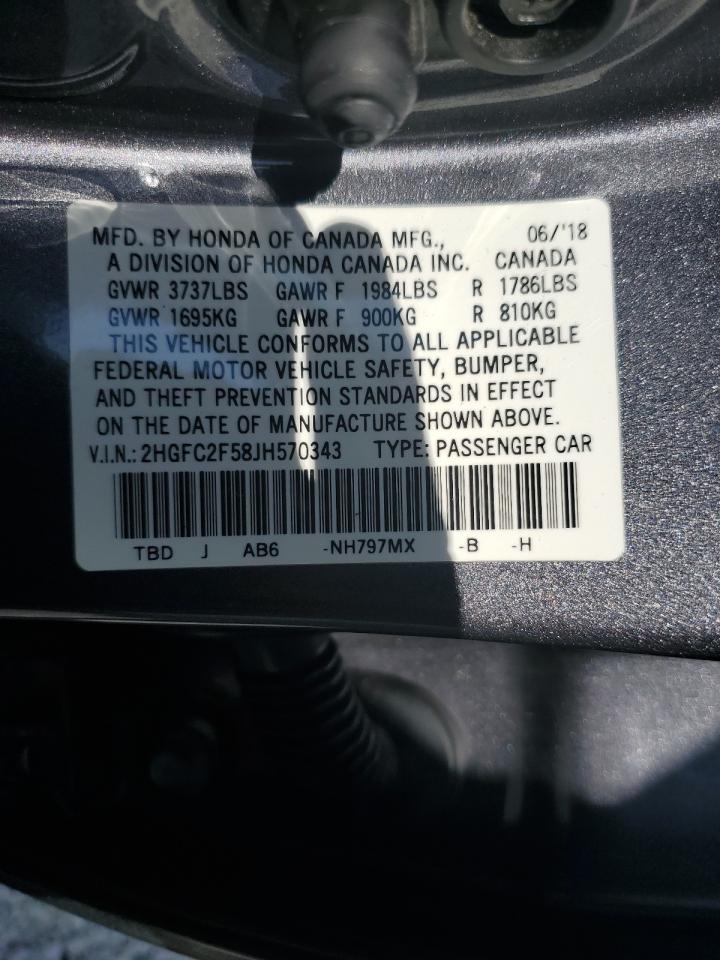 MFD. BY HONDA OF CANADA MFG., 06/'18
A DIVISION OF HONDA CANADA INC. CANADA
GVWR 3737LBS GAWR F 1984LBS R 1786LBS
GVWR 1695KG GAWR F 900KG R 810KG
THIS VEHICLE CONFORMS TO ALL APPLICABLE
FEDERAL MOTOR VEHICLE SAFETY, BUMPER,
AND THEFT PREVENTION STANDARDS IN EFFECT
ON THE DATE OF MANUFACTURE SHOWN ABOVE.
V.I.N.: 2HGFC2F58JH570343 TYPE: PASSENGER CAR
TBD J AB6 -NH797MX -B -H